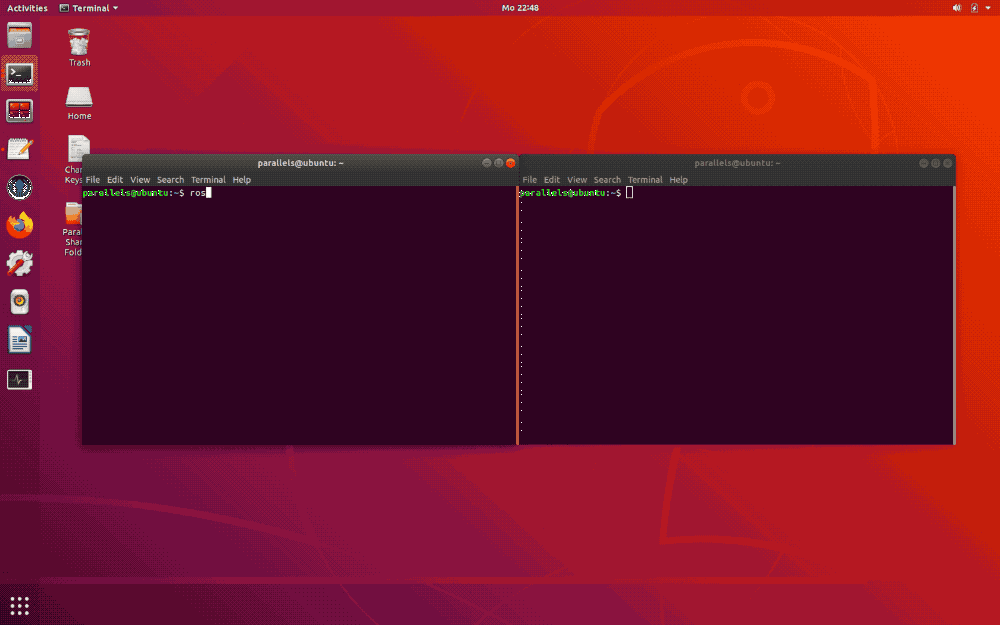 Activities Terminal Mo 22:48
Trash
Home
Char
Keys
Paral
Shar
Fold
parallels@ubuntu: ~
File Edit View Search Terminal Help
parallels@ubuntu:~$ ros
parallels@ubuntu: ~
File Edit View Search Terminal Help
parallels@ubuntu:~$